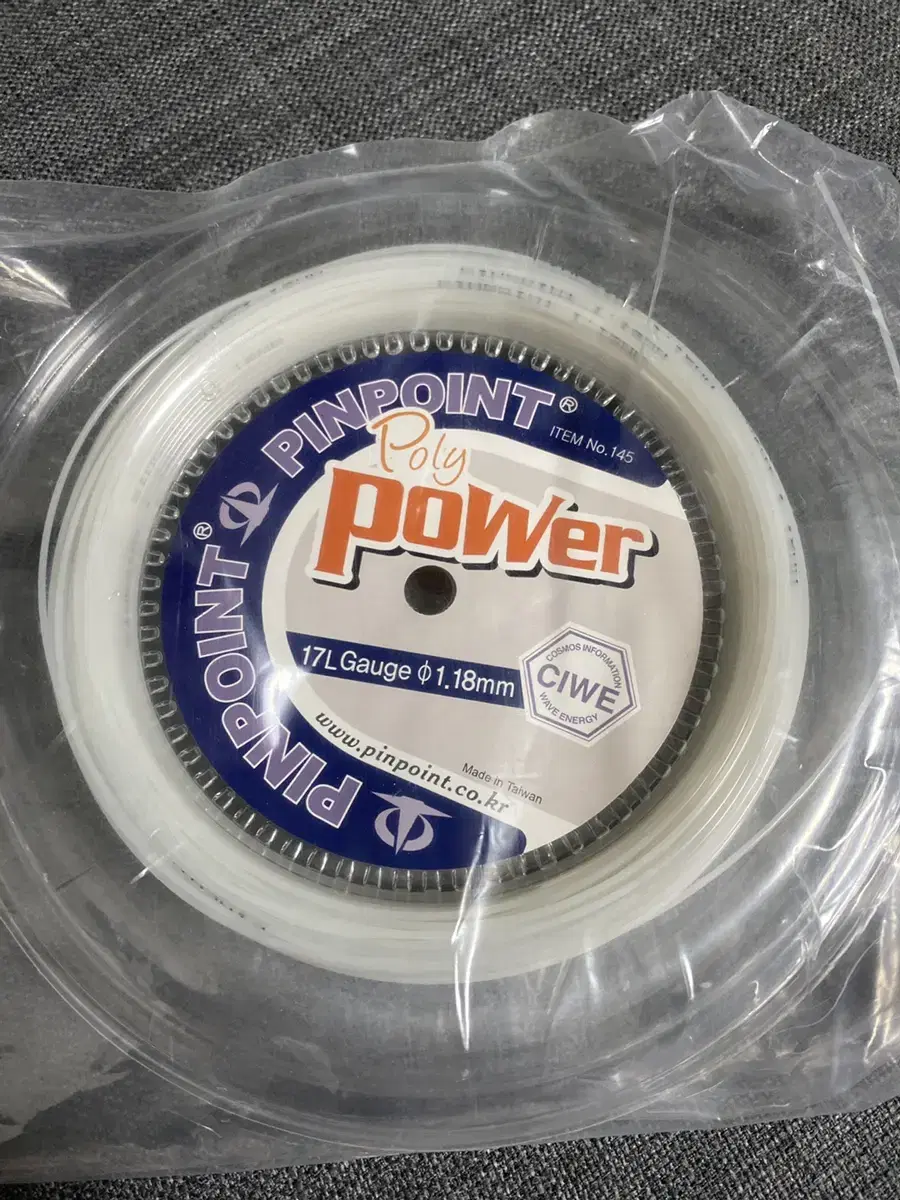 PINPOINT®
ITEM No.145
PINPOINT®
Poly
power
17L Gauge ϕ 1.18mm
COSMOS INFORMATION
CIWE
WAVE ENERGY
www.pinpoint.co.kr
Made in Taiwan